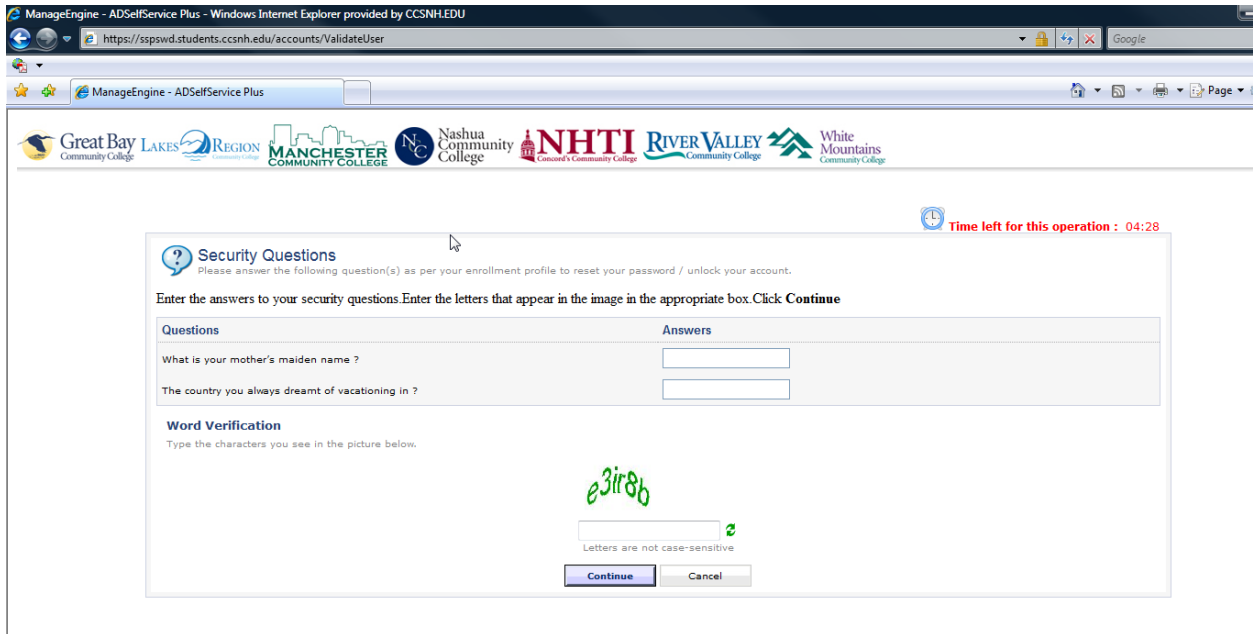 ManageEngine - ADSelfService Plus - Windows Internet Explorer provided by CCSNH.EDU
https://sspswd.students.ccsnh.edu/accounts/ValidateUser
Google
ManageEngine - ADSelfService Plus
Page
Great Bay Community College
LAKES REGION Community College
MANCHESTER COMMUNITY COLLEGE
NC Nashua Community College
NHTI Concord's Community College
RIVER VALLEY Community College
White Mountains Community College
Time left for this operation : 04:28
Security Questions
Please answer the following question(s) as per your enrollment profile to reset your password / unlock your account.
Enter the answers to your security questions.Enter the letters that appear in the image in the appropriate box.Click Continue
Questions Answers
What is your mother's maiden name ?
The country you always dreamt of vacationing in ?
Word Verification
Type the characters you see in the picture below.
e3ir8b
Letters are not case-sensitive
Continue Cancel